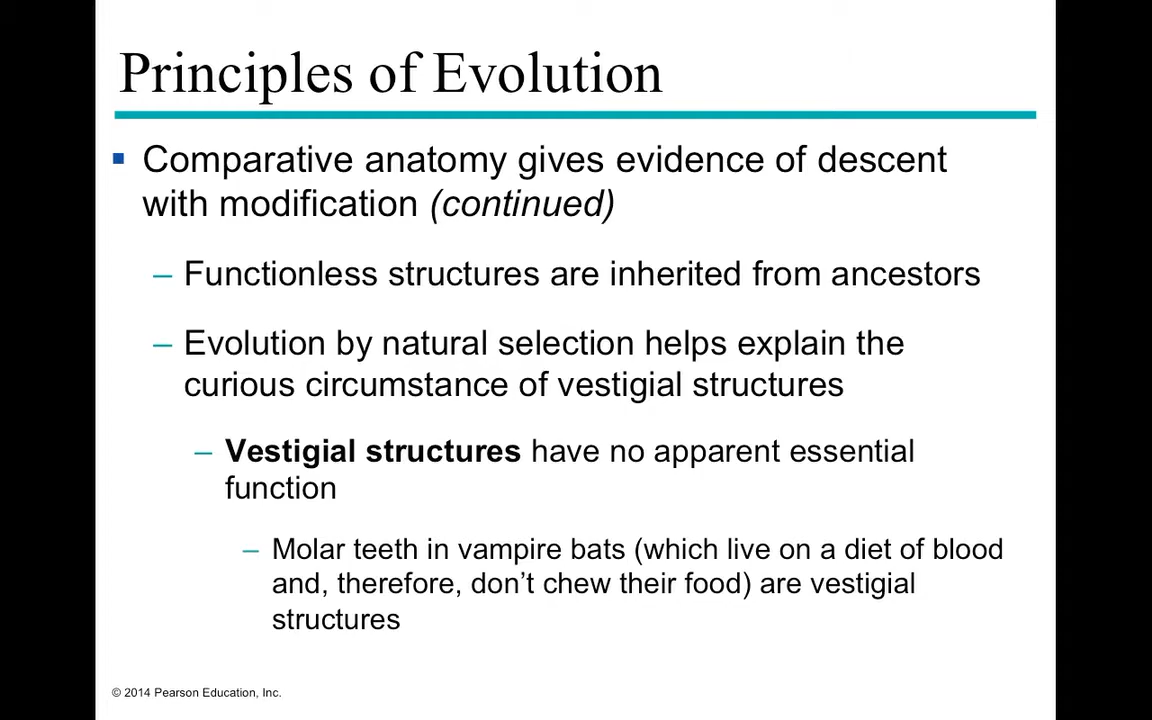 Principles of Evolution
▪ Comparative anatomy gives evidence of descent
with modification (continued)
– Functionless structures are inherited from ancestors
– Evolution by natural selection helps explain the
curious circumstance of vestigial structures
– Vestigial structures have no apparent essential
function
– Molar teeth in vampire bats (which live on a diet of blood
and, therefore, don’t chew their food) are vestigial
structures
© 2014 Pearson Education, Inc.